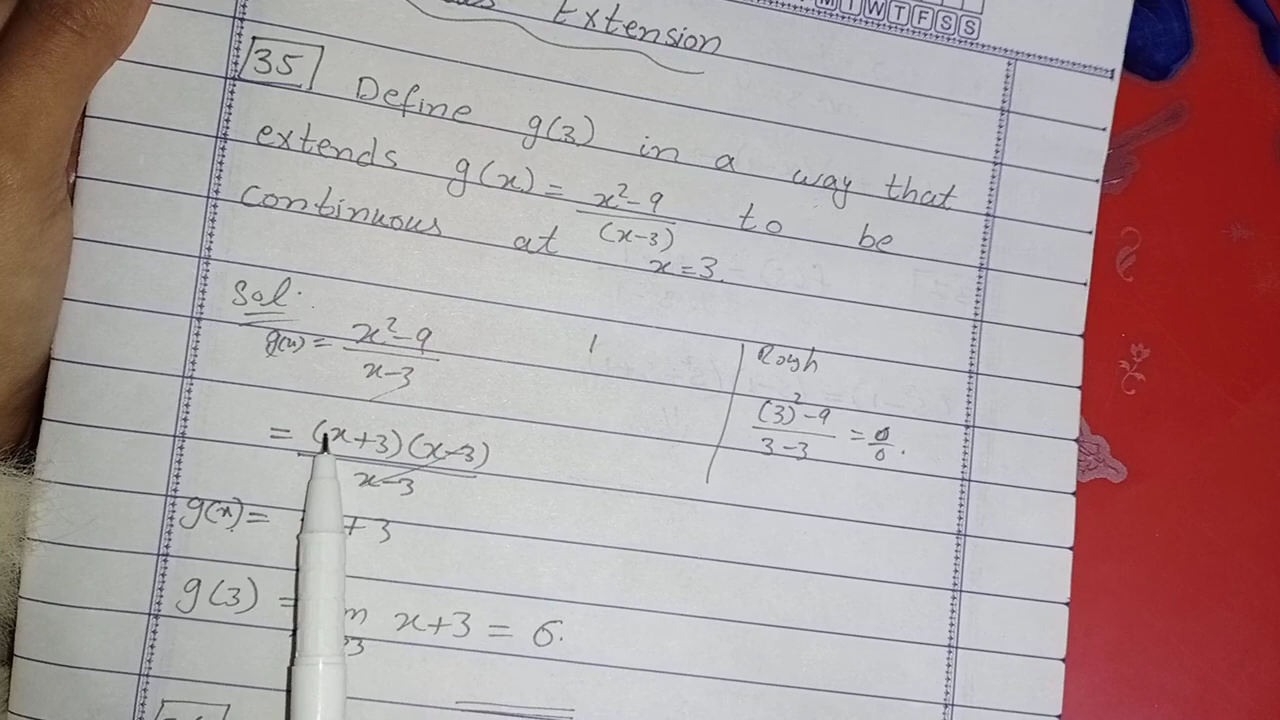 Extension
M T W T F S S
35 Define g(3) in a way that
extends g(x) = x²-9 / (x-3) to be
continuous at x=3.
Sol.
g(x) = x²-9 / x-3
= (x+3)(x-3) / x-3
g(x) = +3
g(3) = x+3 = 6.
Rough
(3)²-9 / 3-3 = 0/0.